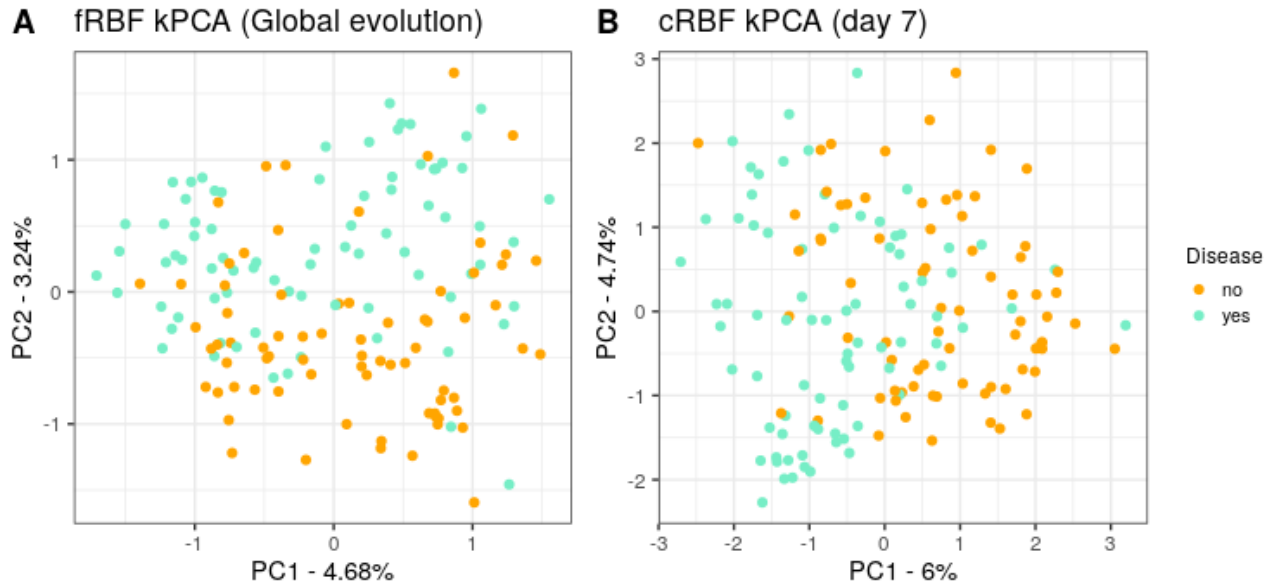 A fRBF kPCA (Global evolution)
1
0
-1
PC2 - 3.24%
-1 0 1
PC1 - 4.68%
B cRBF kPCA (day 7)
3
2
1
0
-1
-2
PC2 - 4.74%
-3 -2 -1 0 1 2 3
PC1 - 6%
Disease
no
yes